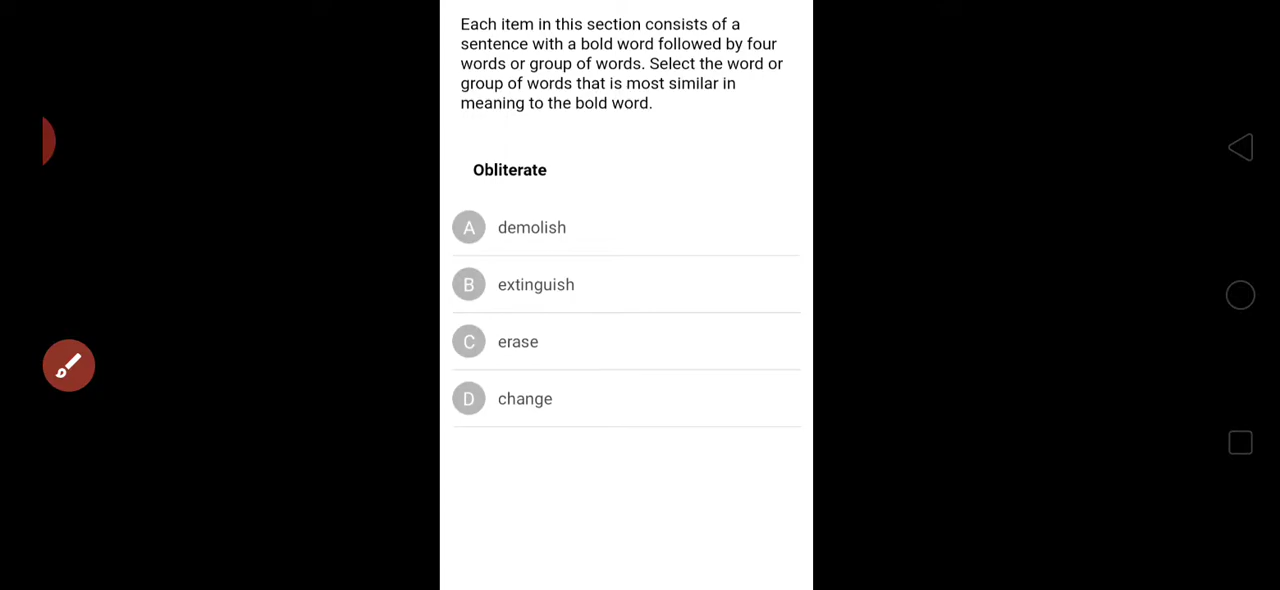 Each item in this section consists of a
sentence with a bold word followed by four
words or group of words. Select the word or
group of words that is most similar in
meaning to the bold word.
Obliterate
A demolish
B extinguish
C erase
D change